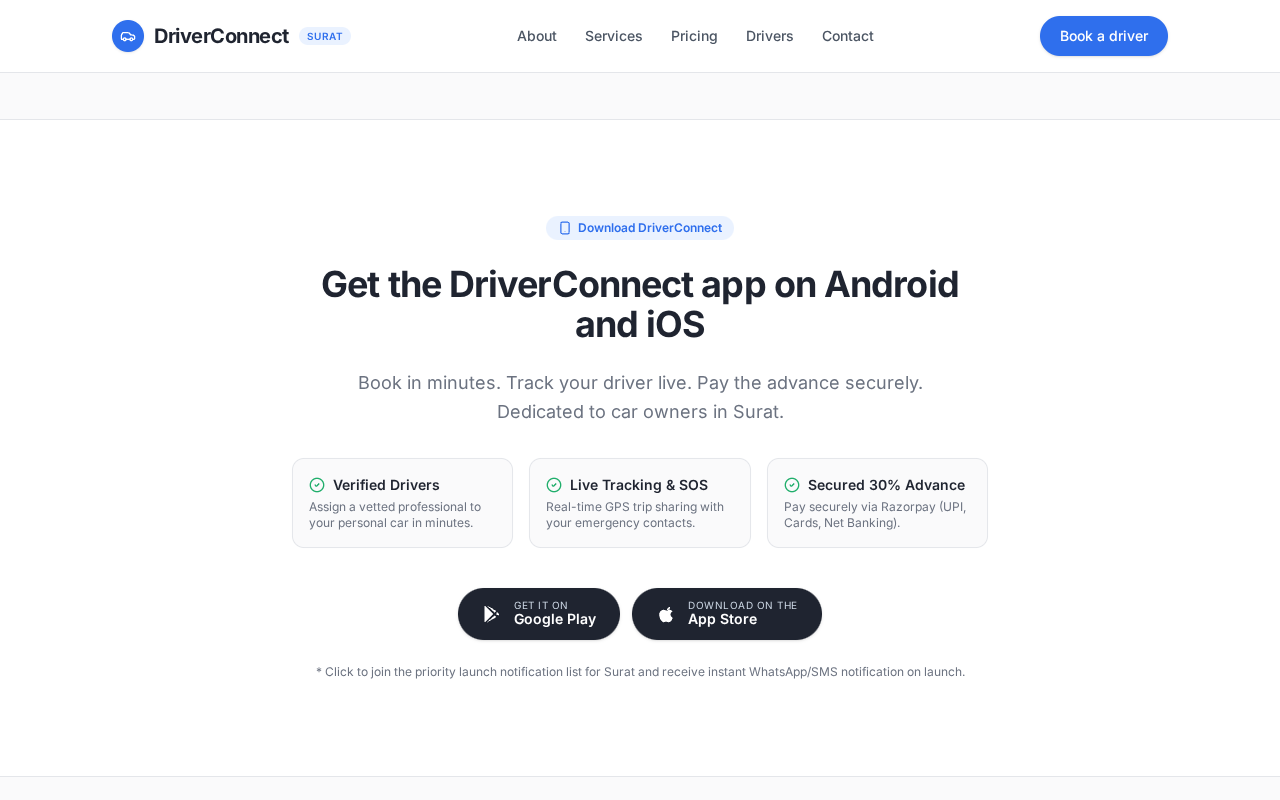 DriverConnect SURAT
About Services Pricing Drivers Contact
Book a driver
Download DriverConnect
Get the DriverConnect app on Android
and iOS
Book in minutes. Track your driver live. Pay the advance securely.
Dedicated to car owners in Surat.
Verified Drivers
Assign a vetted professional to
your personal car in minutes.
Live Tracking & SOS
Real-time GPS trip sharing with
your emergency contacts.
Secured 30% Advance
Pay securely via Razorpay (UPI,
Cards, Net Banking).
GET IT ON
Google Play
DOWNLOAD ON THE
App Store
* Click to join the priority launch notification list for Surat and receive instant WhatsApp/SMS notification on launch.